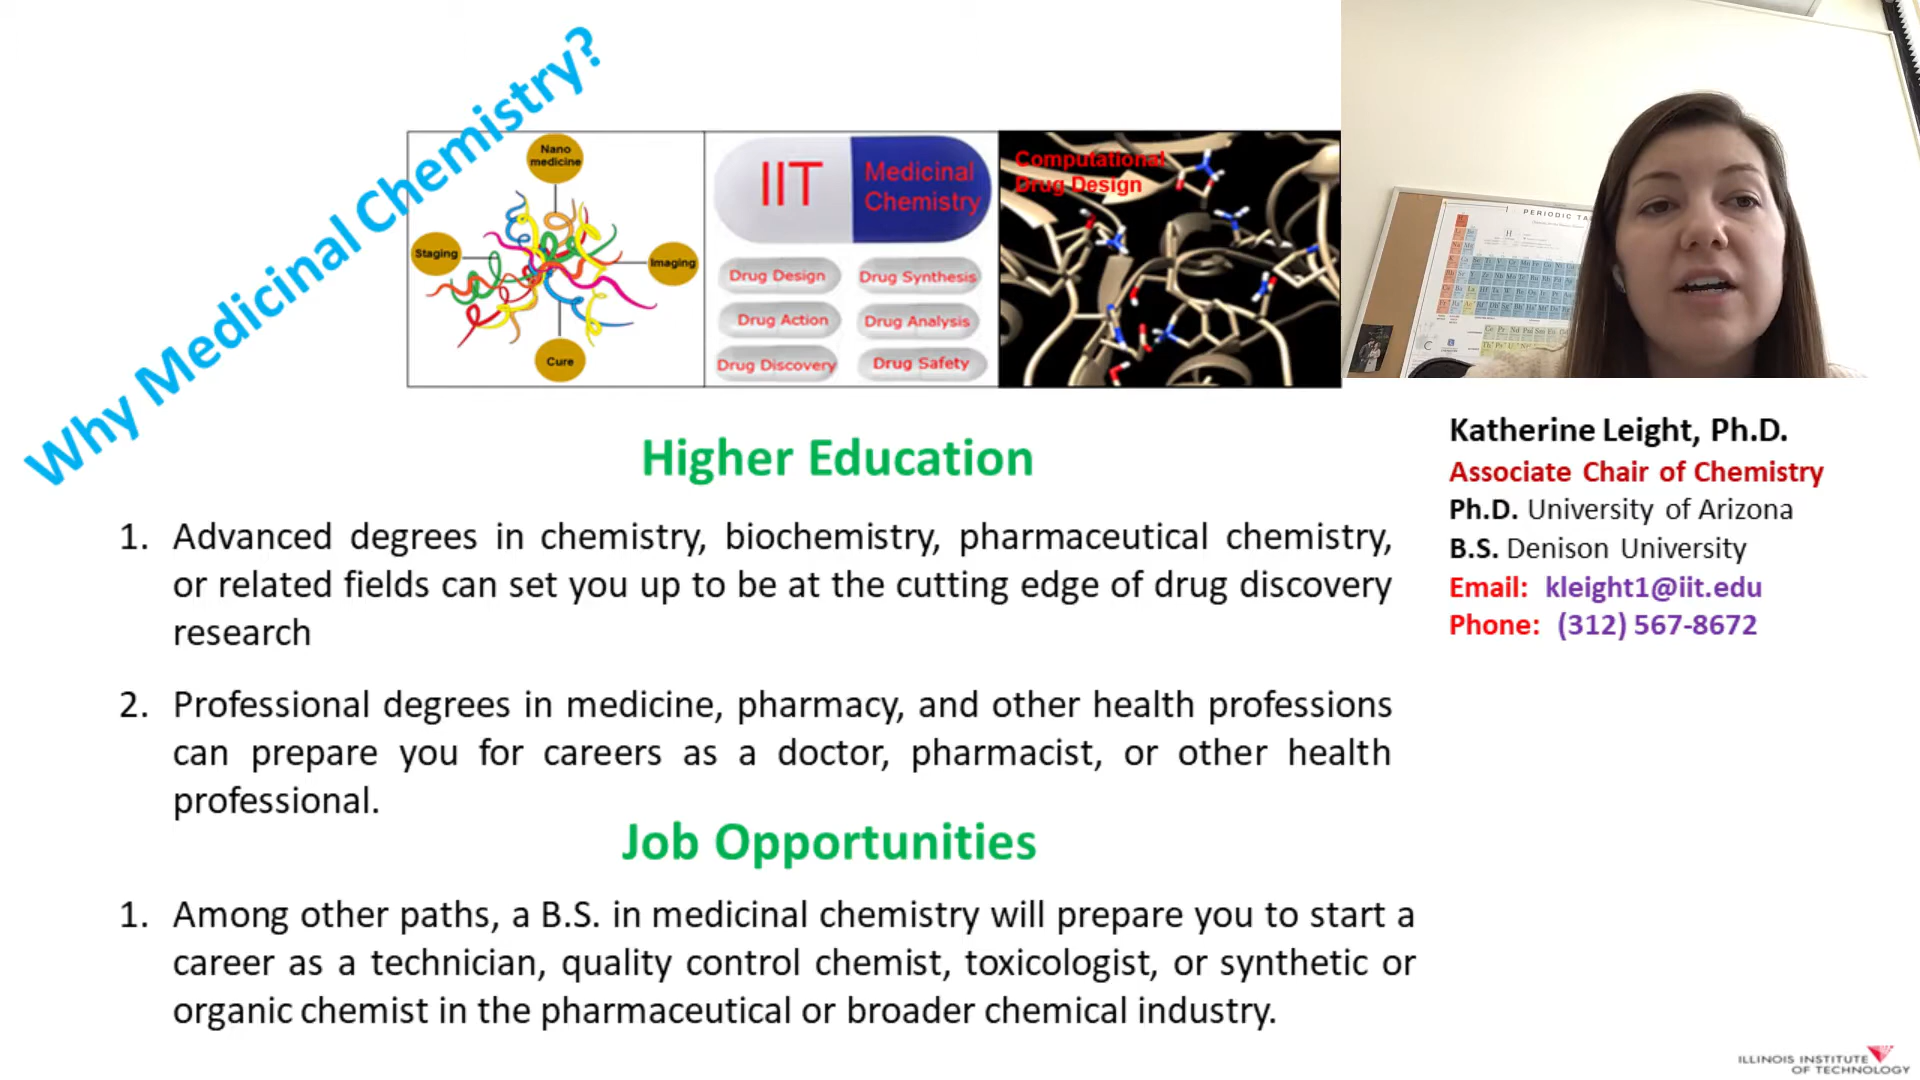 Why Medicinal Chemistry?
Nano
medicine
Staging
Imaging
Cure
IIT
Medicinal
Chemistry
Drug Design
Drug Synthesis
Drug Action
Drug Analysis
Drug Discovery
Drug Safety
Computational
Drug Design
PERIODIC TA
Katherine Leight, Ph.D.
Associate Chair of Chemistry
Ph.D. University of Arizona
B.S. Denison University
Email: kleight1@iit.edu
Phone: (312) 567-8672
Higher Education
1. Advanced degrees in chemistry, biochemistry, pharmaceutical chemistry,
or related fields can set you up to be at the cutting edge of drug discovery
research
2. Professional degrees in medicine, pharmacy, and other health professions
can prepare you for careers as a doctor, pharmacist, or other health
professional.
Job Opportunities
1. Among other paths, a B.S. in medicinal chemistry will prepare you to start a
career as a technician, quality control chemist, toxicologist, or synthetic or
organic chemist in the pharmaceutical or broader chemical industry.
ILLINOIS INSTITUTE
OF TECHNOLOGY